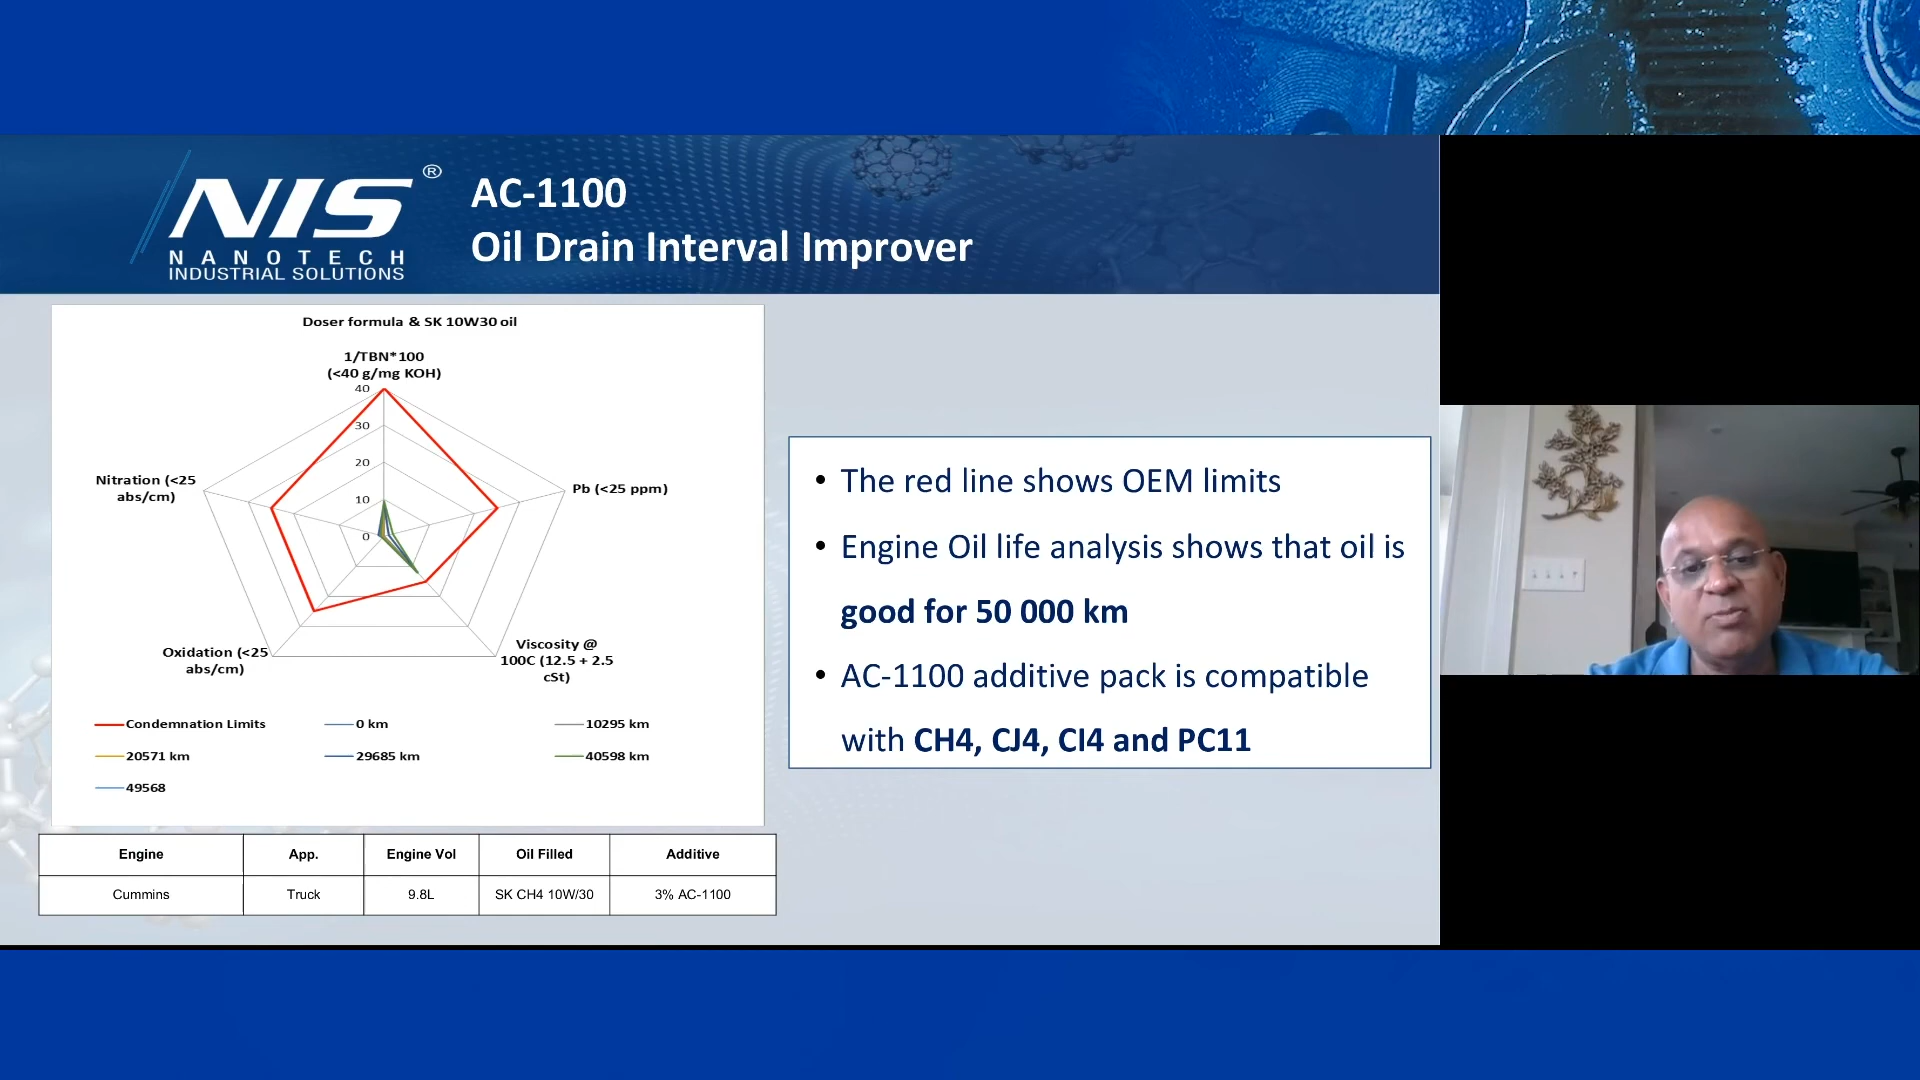 NIS®
NANOTECH
INDUSTRIAL SOLUTIONS
AC-1100
Oil Drain Interval Improver
Doser formula & SK 10W30 oil
1/TBN*100
(<40 g/mg KOH)
40
30
20
10
0
Nitration (<25
abs/cm)
Pb (<25 ppm)
Oxidation (<25
abs/cm)
Viscosity @
100C (12.5 + 2.5
cSt)
Condemnation Limits
0 km
10295 km
20571 km
29685 km
40598 km
49568
• The red line shows OEM limits
• Engine Oil life analysis shows that oil is
good for 50 000 km
• AC-1100 additive pack is compatible
with CH4, CJ4, CI4 and PC11
Engine App. Engine Vol Oil Filled Additive
Cummins Truck 9.8L SK CH4 10W/30 3% AC-1100